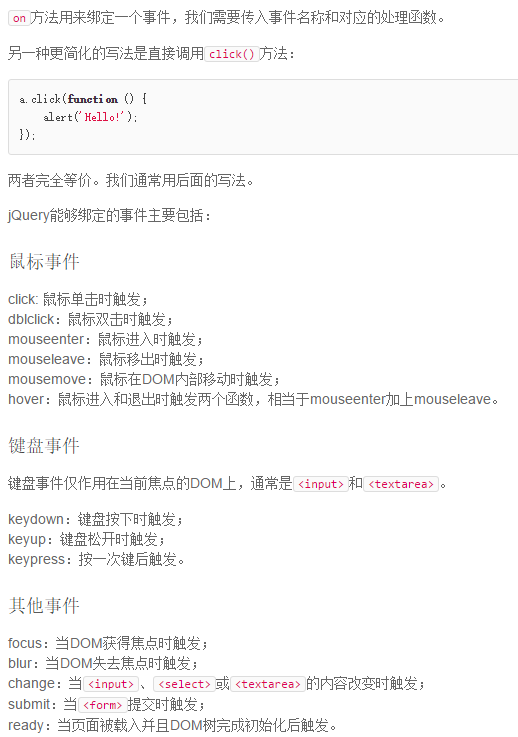 on方法用来绑定一个事件，我们需要传入事件名称和对应的处理函数。
另一种更简化的写法是直接调用click()方法：
a.click(function () {
    alert('Hello!');
});
两者完全等价。我们通常用后面的写法。
jQuery能够绑定的事件主要包括：
鼠标事件
click: 鼠标单击时触发；
dblclick：鼠标双击时触发；
mouseenter：鼠标进入时触发；
mouseleave：鼠标移出时触发；
mousemove：鼠标在DOM内部移动时触发；
hover：鼠标进入和退出时触发两个函数，相当于mouseenter加上mouseleave。
键盘事件
键盘事件仅作用在当前焦点的DOM上，通常是<input>和<textarea>。
keydown：键盘按下时触发；
keyup：键盘松开时触发；
keypress：按一次键后触发。
其他事件
focus：当DOM获得焦点时触发；
blur：当DOM失去焦点时触发；
change：当<input>、<select>或<textarea>的内容改变时触发；
submit：当<form>提交时触发；
ready：当页面被载入并且DOM树完成初始化后触发。